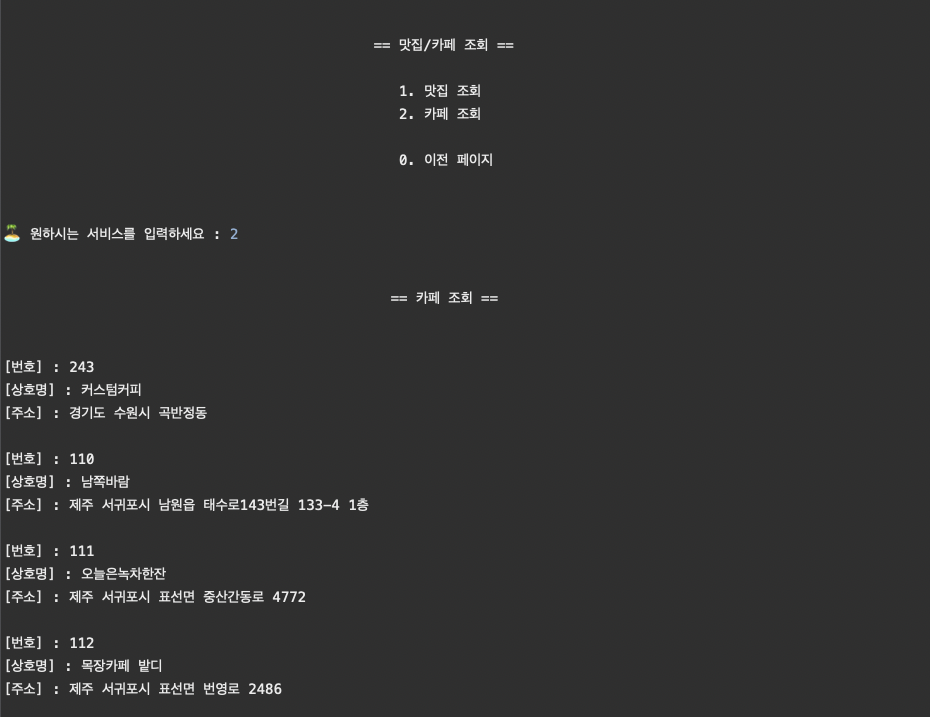 == 맛집/카페 조회 ==
1. 맛집 조회
2. 카페 조회
0. 이전 페이지
원하시는 서비스를 입력하세요 : 2
== 카페 조회 ==
[번호] : 243
[상호명] : 커스텀커피
[주소] : 경기도 수원시 곡반정동
[번호] : 110
[상호명] : 남쪽바람
[주소] : 제주 서귀포시 남원읍 태수로143번길 133-4 1층
[번호] : 111
[상호명] : 오늘은녹차한잔
[주소] : 제주 서귀포시 표선면 중산간동로 4772
[번호] : 112
[상호명] : 목장카페 밭디
[주소] : 제주 서귀포시 표선면 번영로 2486